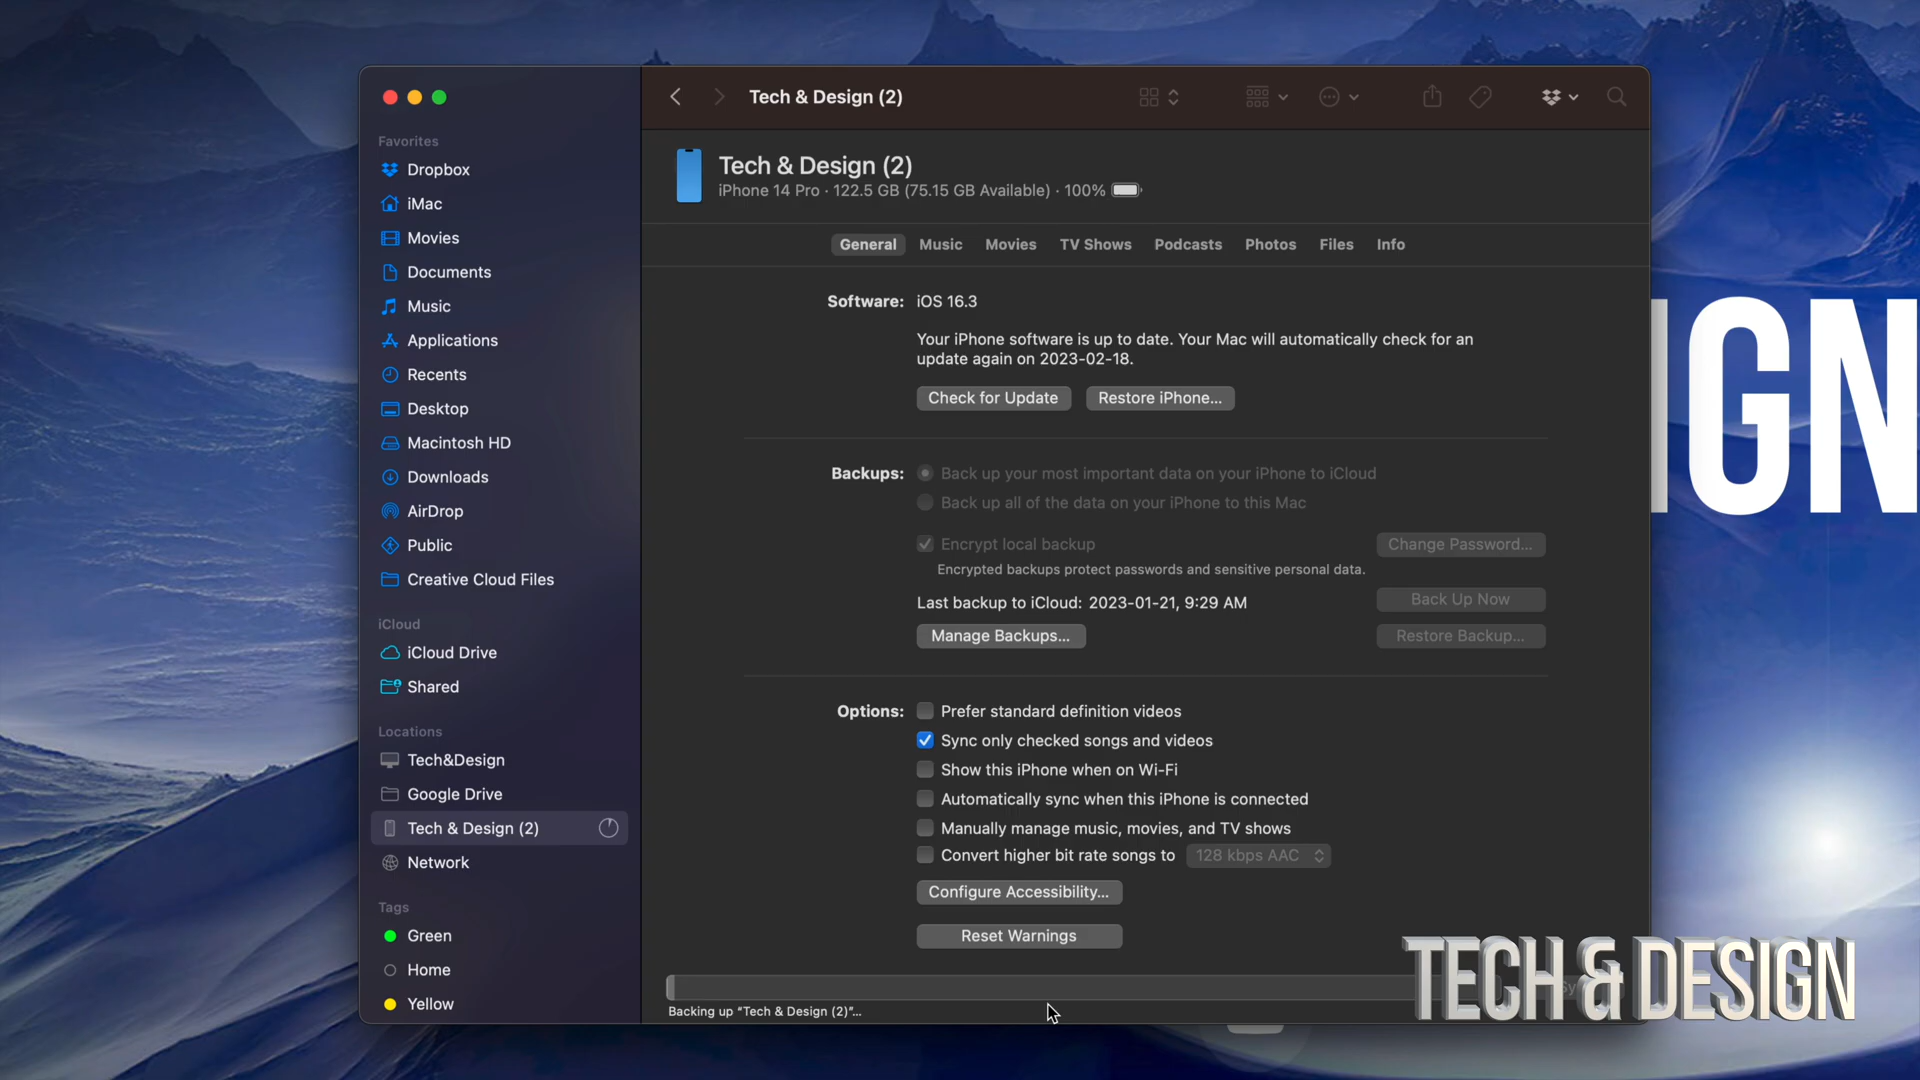 Tech & Design (2)
Favorites
Dropbox
iMac
Movies
Documents
Music
Applications
Recents
Desktop
Macintosh HD
Downloads
AirDrop
Public
Creative Cloud Files
iCloud
iCloud Drive
Shared
Locations
Tech&Design
Google Drive
Tech & Design (2)
Network
Tags
Green
Home
Yellow
Tech & Design (2)
iPhone 14 Pro · 122.5 GB (75.15 GB Available) · 100%
General Music Movies TV Shows Podcasts Photos Files Info
Software: iOS 16.3
Your iPhone software is up to date. Your Mac will automatically check for an
update again on 2023-02-18.
Check for Update Restore iPhone...
Backups: Back up your most important data on your iPhone to iCloud
Back up all of the data on your iPhone to this Mac
Encrypt local backup Change Password...
Encrypted backups protect passwords and sensitive personal data.
Last backup to iCloud: 2023-01-21, 9:29 AM Back Up Now
Manage Backups... Restore Backup...
Options: Prefer standard definition videos
Sync only checked songs and videos
Show this iPhone when on Wi-Fi
Automatically sync when this iPhone is connected
Manually manage music, movies, and TV shows
Convert higher bit rate songs to 128 kbps AAC
Configure Accessibility...
Reset Warnings
Backing up “Tech & Design (2)”...
IGN
TECH & DESIGN